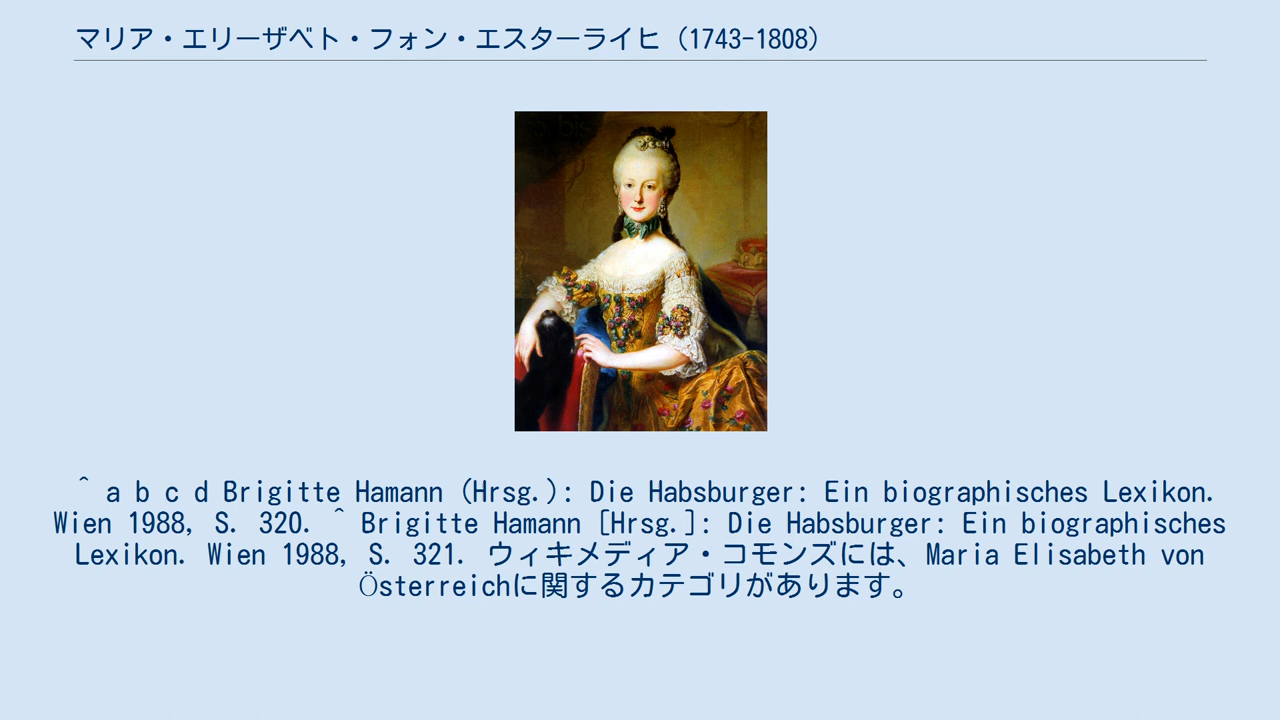 マリア・エリーザベト・フォン・エスターライヒ（1743-1808）
^ a b c d Brigitte Hamann (Hrsg.): Die Habsburger: Ein biographisches Lexikon.
Wien 1988, S. 320. ^ Brigitte Hamann [Hrsg.]: Die Habsburger: Ein biographisches
Lexikon. Wien 1988, S. 321. ウィキメディア・コモンズには、Maria Elisabeth von
Österreichに関するカテゴリがあります。